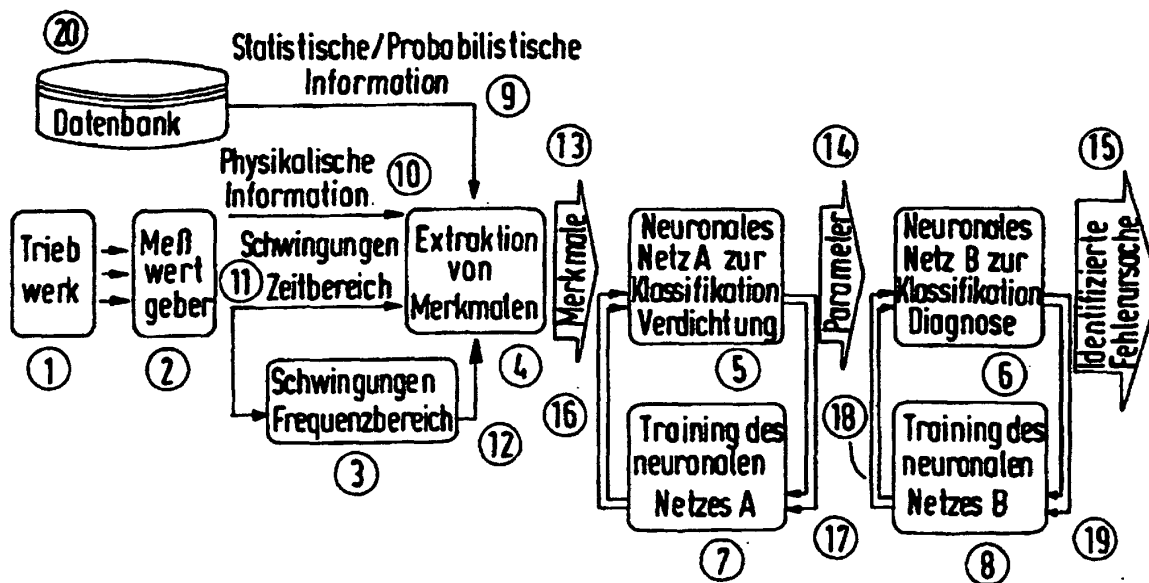 20
Statistische/Probabilistische
Information
9
Datenbank
13
14
15
Physikalische
Information
10
Trieb
werk
1
Meß
wert
geber
2
11
Schwingungen
Zeitbereich
Extraktion
von
Merkmalen
4
Schwingungen
Frequenzbereich
3
12
Merkmale
16
Neuronales
Netz A zur
Klassifikation
Verdichtung
5
Training des
neuronalen
Netzes A
7
17
Parameter
18
Neuronales
Netz B zur
Klassifikation
Diagnose
6
Training des
neuronalen
Netzes B
8
19
Identifizierte
Fehlerursache